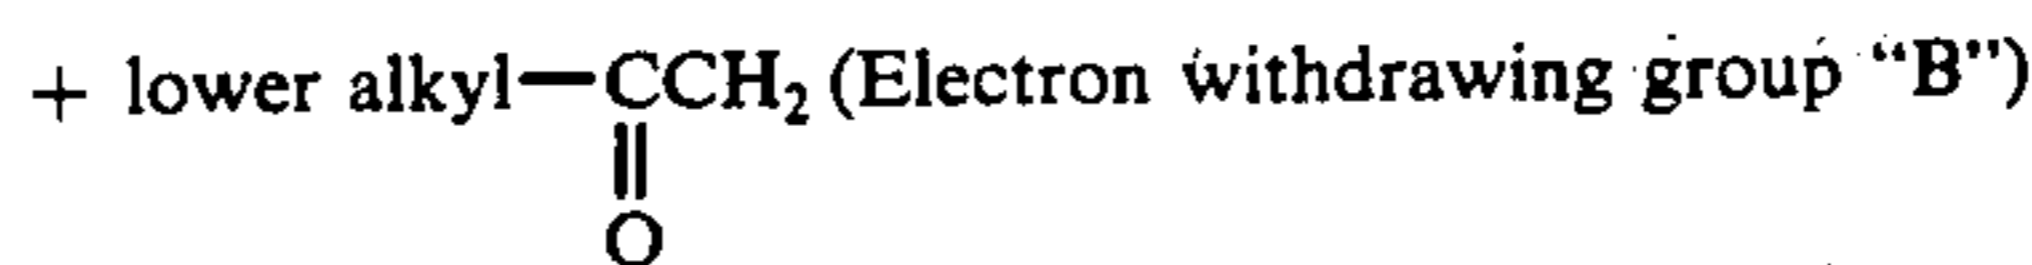 + lower alkyl—CCH₂ (Electron withdrawing group “B”)
||
O